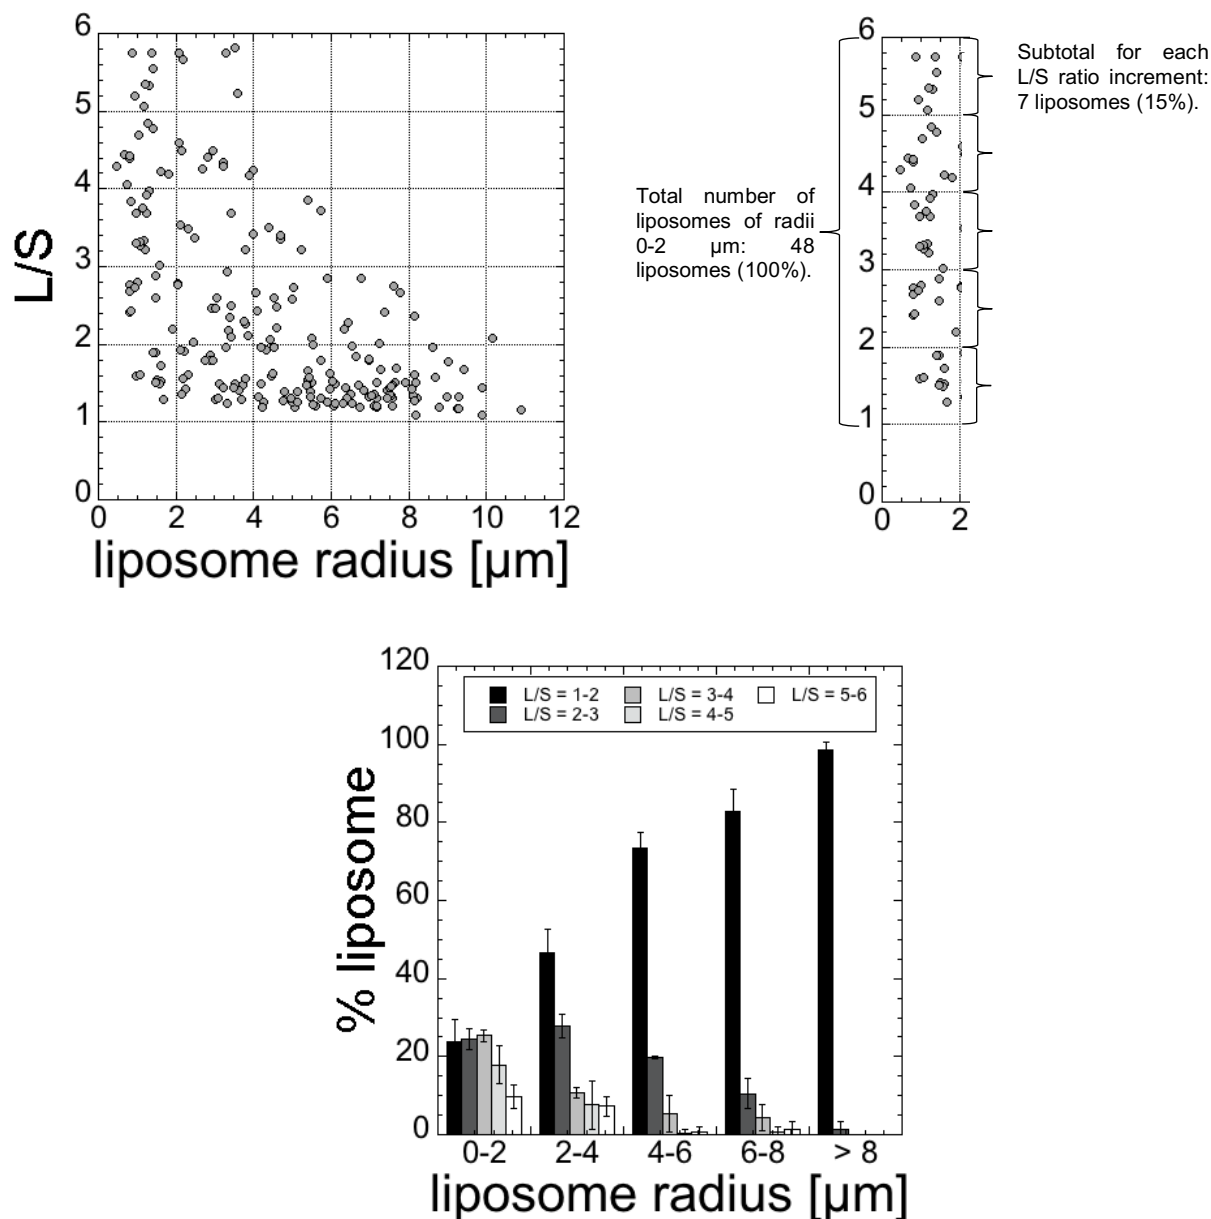 6
5
4
3
2
1
0
L/S
0 2 4 6 8 10 12
liposome radius [µm]
Total number of
liposomes of radii
0-2 µm: 48
liposomes (100%).
6
5
4
3
2
1
0
0 2
Subtotal for each
L/S ratio increment:
7 liposomes (15%).
120
100
80
60
40
20
0
% liposome
L/S = 1-2 L/S = 3-4 L/S = 5-6
L/S = 2-3 L/S = 4-5
0-2 2-4 4-6 6-8 > 8
liposome radius [µm]